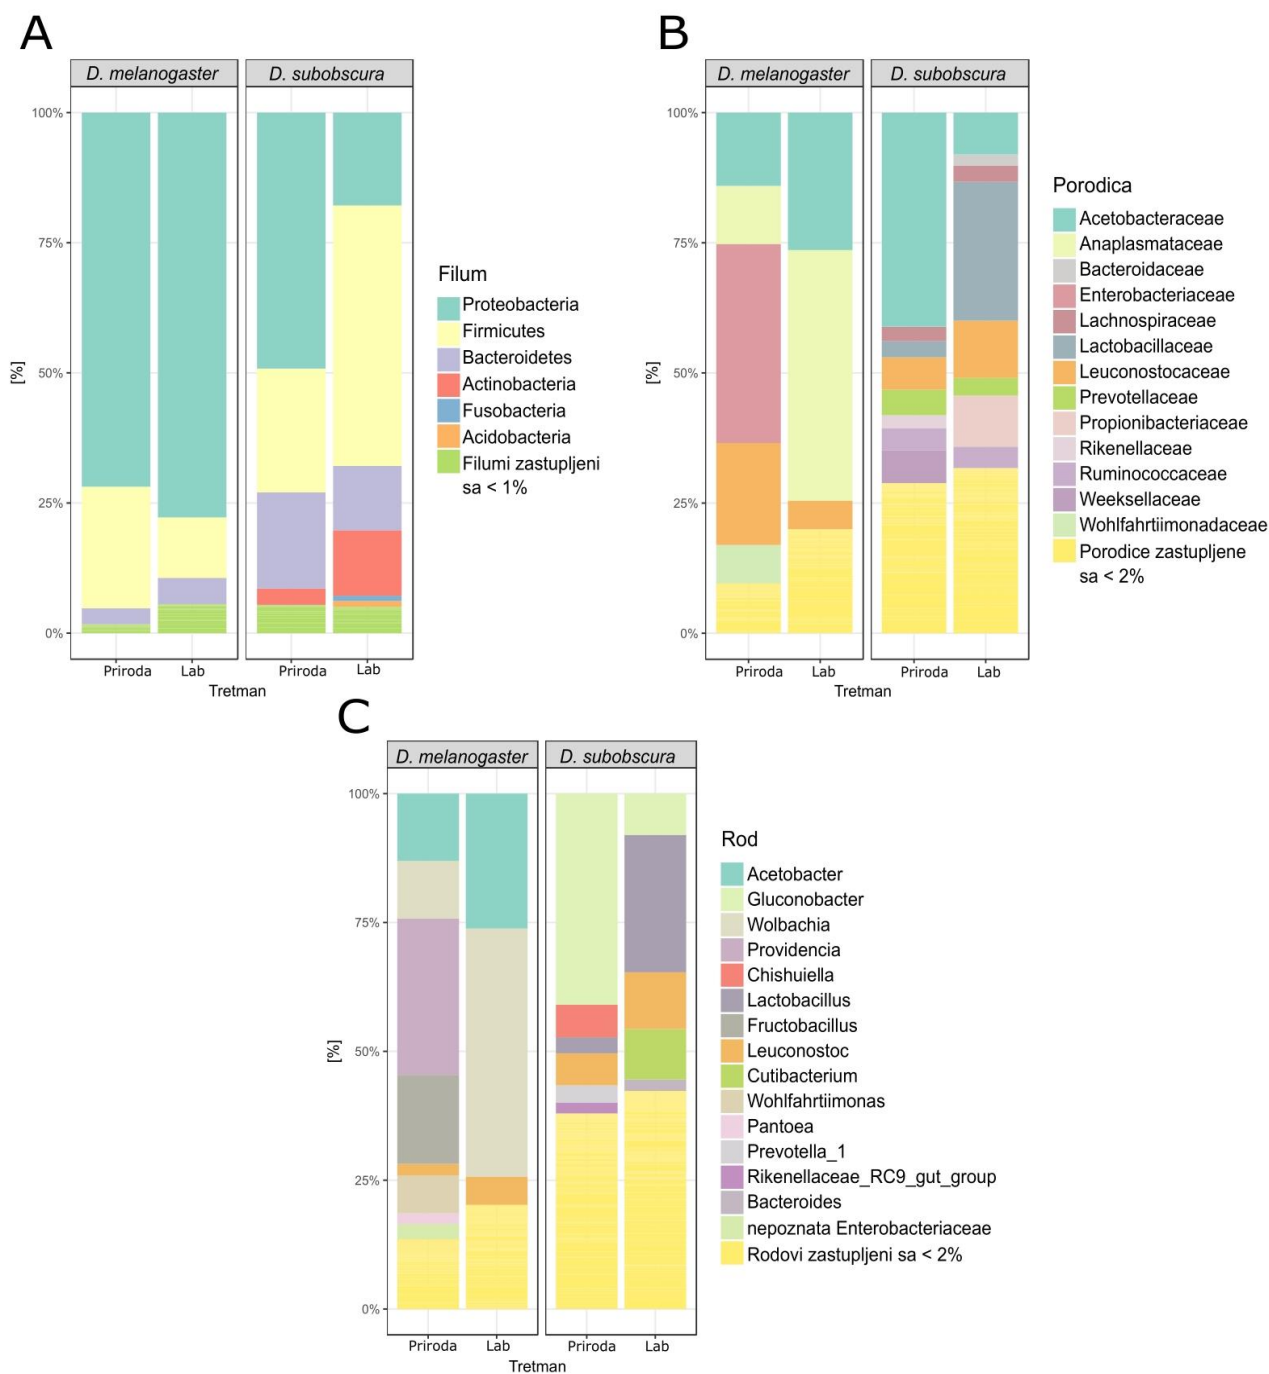 A
D. melanogaster
D. subobscura
100%
75%
50%
25%
0%
[%]
Priroda
Lab
Priroda
Lab
Tretman
Filum
Proteobacteria
Firmicutes
Bacteroidetes
Actinobacteria
Fusobacteria
Acidobacteria
Filumi zastupljeni
sa < 1%
B
D. melanogaster
D. subobscura
100%
75%
50%
25%
0%
[%]
Priroda
Lab
Priroda
Lab
Tretman
Porodica
Acetobacteraceae
Anaplasmataceae
Bacteroidaceae
Enterobacteriaceae
Lachnospiraceae
Lactobacillaceae
Leuconostocaceae
Prevotellaceae
Propionibacteriaceae
Rikenellaceae
Ruminococcaceae
Weeksellaceae
Wohlfahrtiimonadaceae
Porodice zastupljene
sa < 2%
C
D. melanogaster
D. subobscura
100%
75%
50%
25%
0%
[%]
Priroda
Lab
Priroda
Lab
Tretman
Rod
Acetobacter
Gluconobacter
Wolbachia
Providencia
Chishuiella
Lactobacillus
Fructobacillus
Leuconostoc
Cutibacterium
Wohlfahrtiimonas
Pantoea
Prevotella_1
Rikenellaceae_RC9_gut_group
Bacteroides
nepoznata Enterobacteriaceae
Rodovi zastupljeni sa < 2%